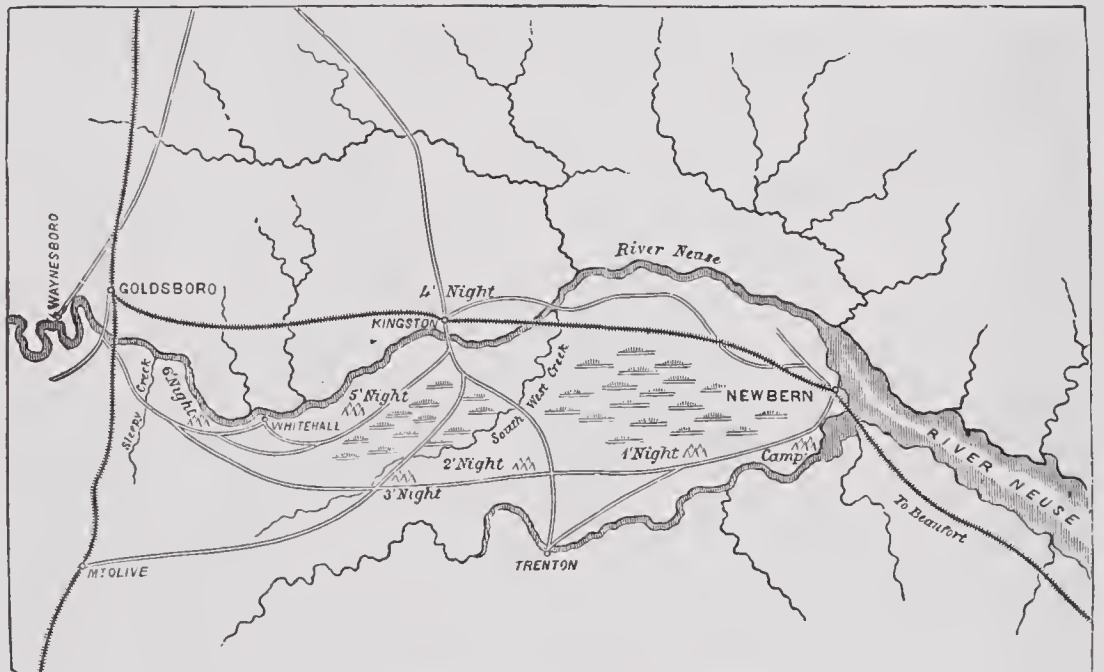 River Neuse
WAYNESBORO
GOLDSBORO
4' Night
KINGSTON
Sleepy Creek
6' Night
5' Night
WHITEHALL
South West Creek
NEWBERN
2' Night
1' Night
Camp
3' Night
RIVER NEUSE
To Beaufort
MT OLIVE
TRENTON